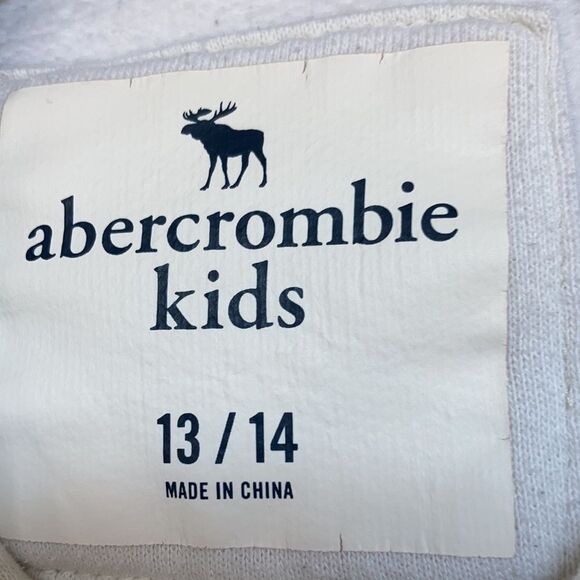 abercrombie
kids
13 / 14
MADE IN CHINA